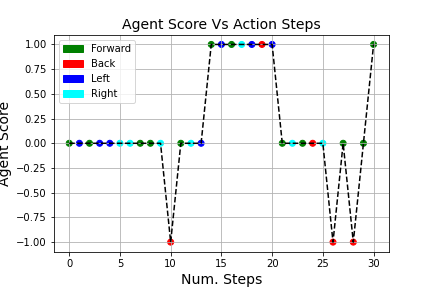 Agent Score Vs Action Steps
Agent Score
1.00
0.75
0.50
0.25
0.00
−0.25
−0.50
−0.75
−1.00
Forward
Back
Left
Right
0 5 10 15 20 25 30
Num. Steps